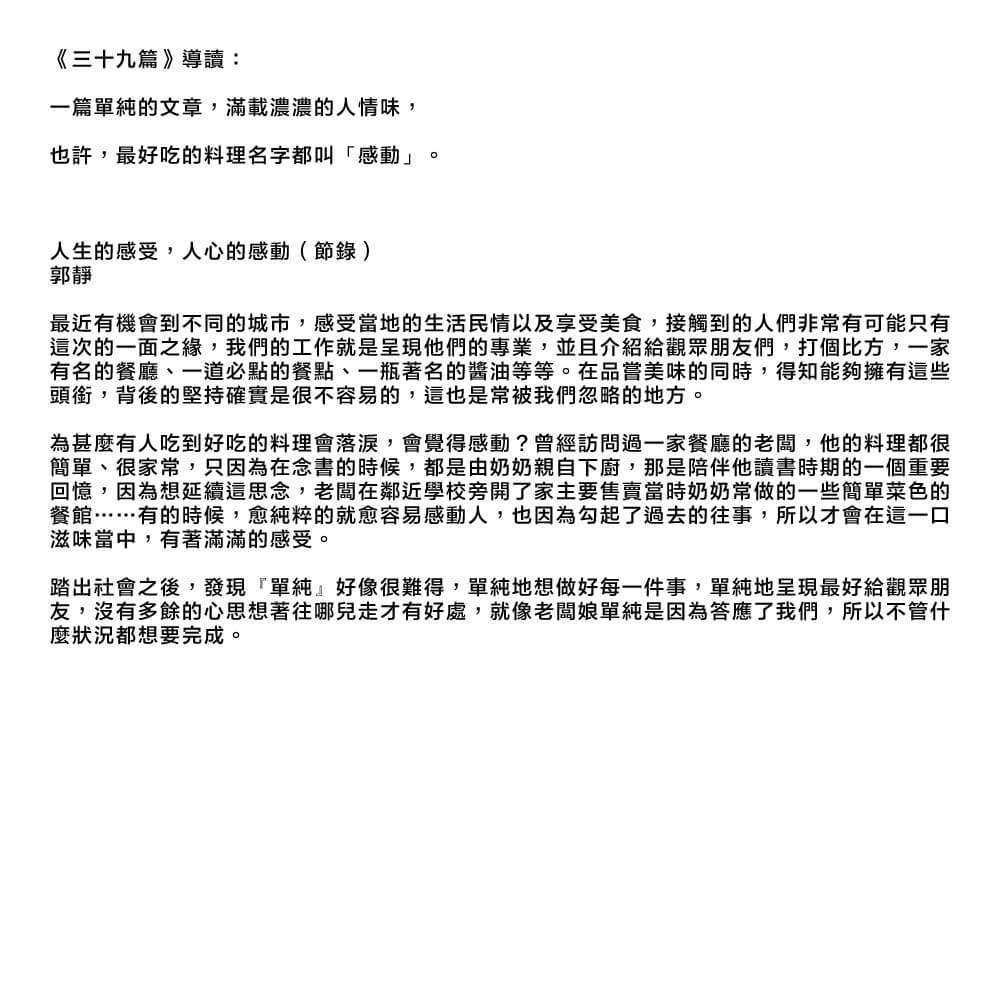 《三十九篇》導讀：
一篇單純的文章，滿載濃濃的人情味，
也許，最好吃的料理名字都叫「感動」。
人生的感受，人心的感動（節錄）
郭靜
最近有機會到不同的城市，感受當地的生活民情以及享受美食，接觸到的人們非常有可能只有
這次的一面之緣，我們的工作就是呈現他們的專業，並且介紹給觀眾朋友們，打個比方，一家
有名的餐廳、一道必點的餐點、一瓶著名的醬油等等。在品嘗美味的同時，得知能夠擁有這些
頭銜，背後的堅持確實是很不容易的，這也是常被我們忽略的地方。
為甚麼有人吃到好吃的料理會落淚，會覺得感動？曾經訪問過一家餐廳的老闆，他的料理都很
簡單、很家常，只因為在念書的時候，都是由奶奶親自下廚，那是陪伴他讀書時期的一個重要
回憶，因為想延續這思念，老闆在鄰近學校旁開了家主要售賣當時奶奶常做的一些簡單菜色的
餐館……有的時候，愈純粹的就愈容易感動人，也因為勾起了過去的往事，所以才會在這一口
滋味當中，有著滿滿的感受。
踏出社會之後，發現『單純』好像很難得，單純地想做好每一件事，單純地呈現最好給觀眾朋
友，沒有多餘的心思想著往哪兒走才有好處，就像老闆娘單純是因為答應了我們，所以不管什
麼狀況都想要完成。